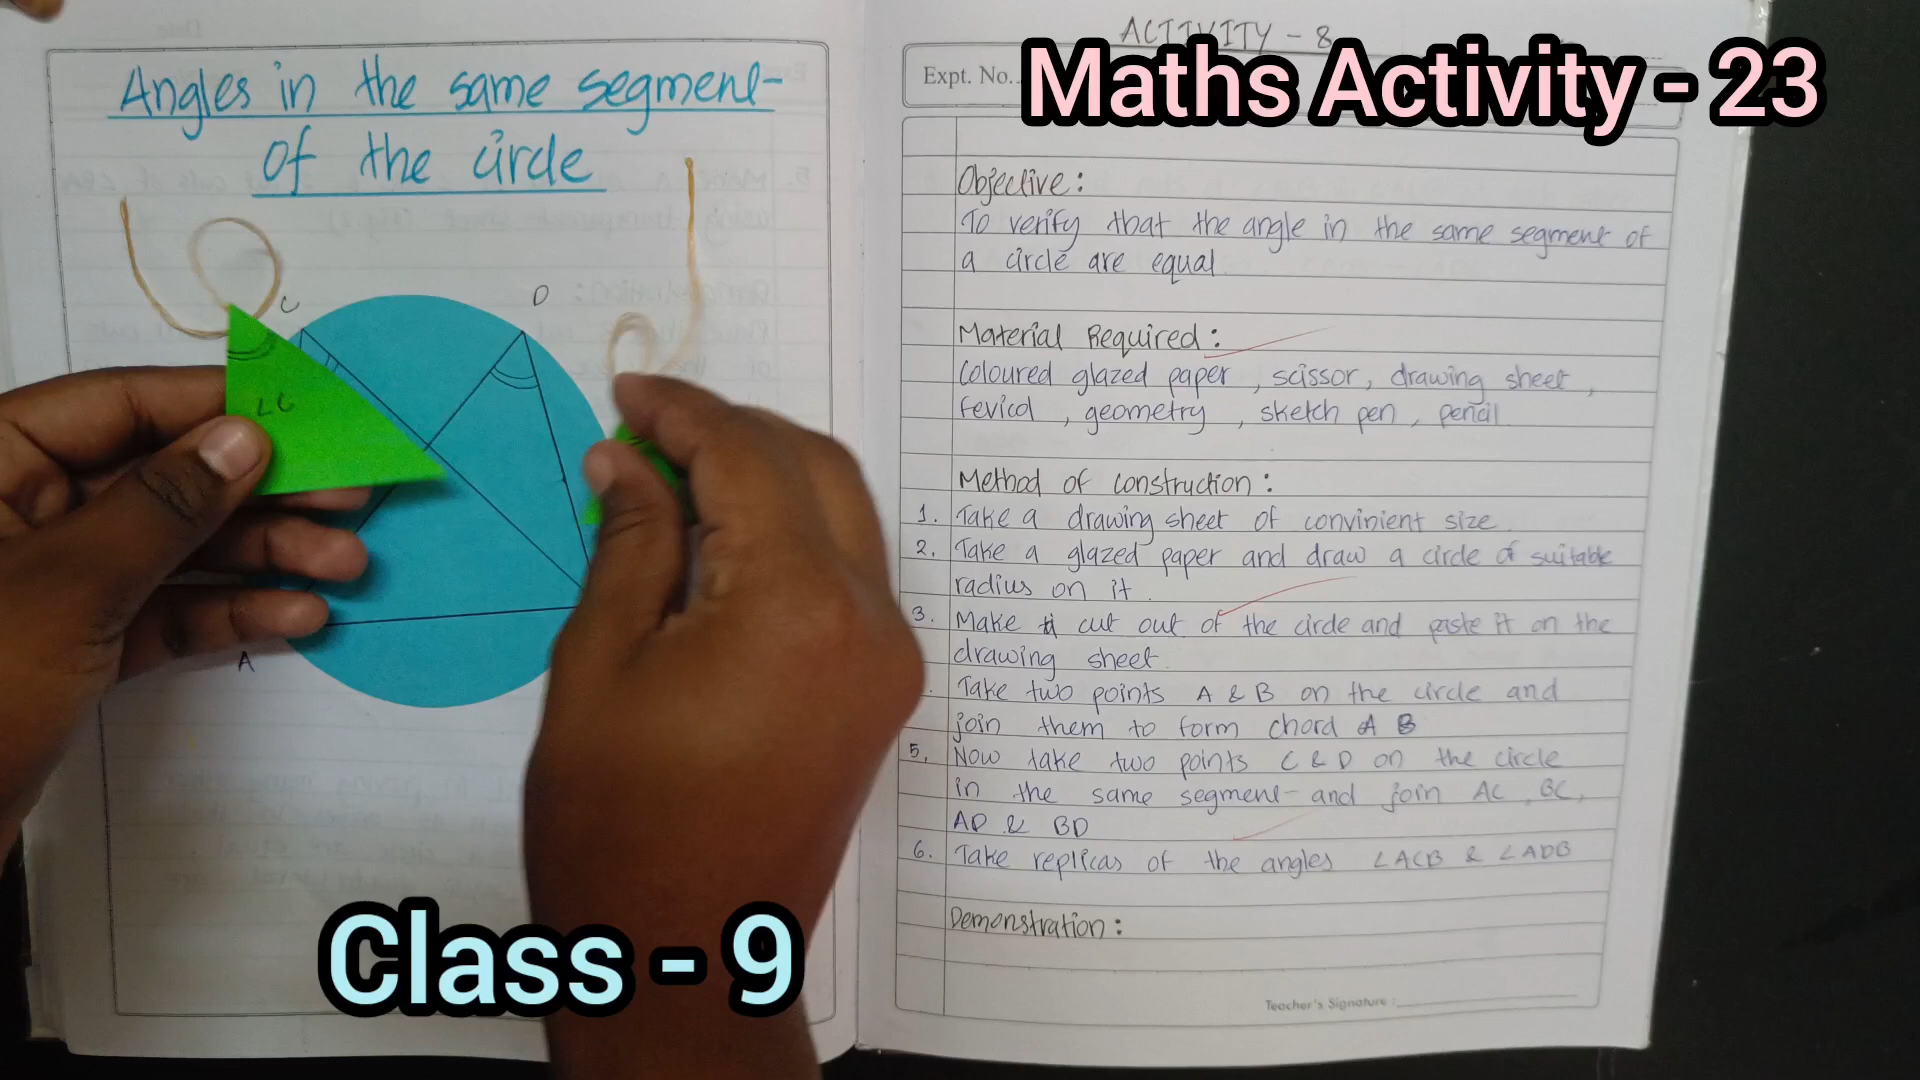 Angles in the same segment
of the circle
C
D
∠C
A
Class - 9
ACTIVITY - 8
Maths Activity - 23
Expt. No.
Objective:
To verify that the angle in the same segment of
a circle are equal
Material Required:
Coloured glazed paper, scissor, drawing sheet,
fevicol, geometry, sketch pen, pencil
Method of construction:
1. Take a drawing sheet of convinient size.
2. Take a glazed paper and draw a circle of suitable
radius on it.
3. Make cut out of the circle and paste it on the
drawing sheet.
Take two points A & B on the circle and
join them to form chord A B
5. Now take two points C & D on the circle
in the same segment and join AC, BC,
AD & BD
6. Take replicas of the angles ∠ACB & ∠ADB
Demonstration:
Teacher's Signature :